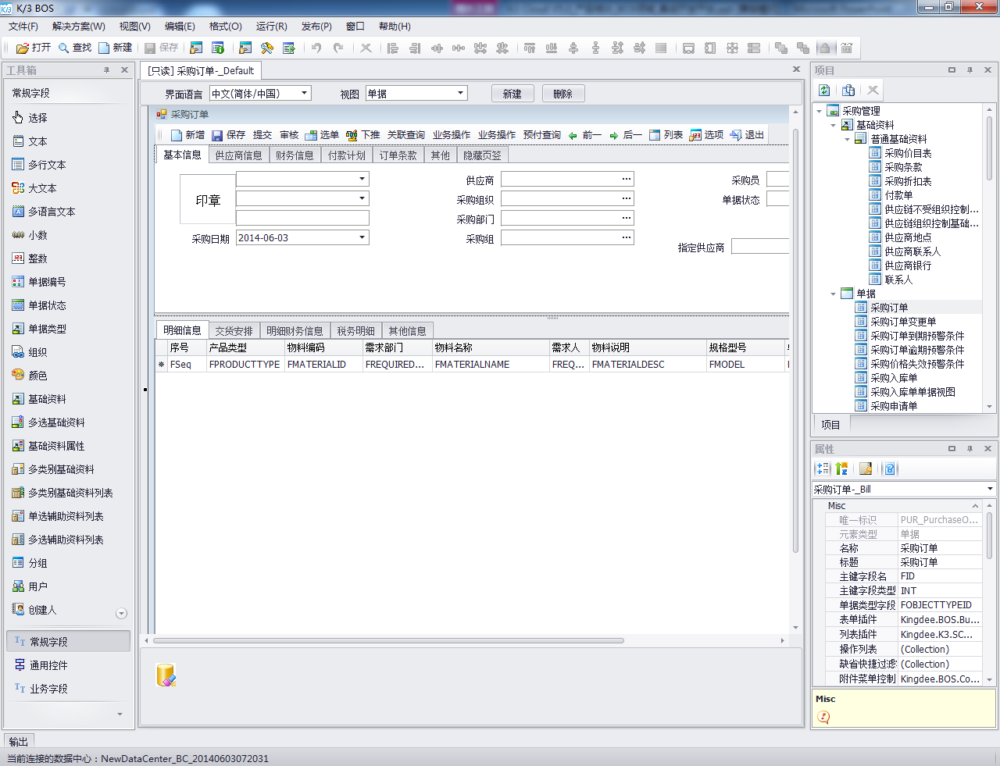 K/3 BOS
文件(F) 解决方案(W) 视图(V) 编辑(E) 格式(O) 运行(R) 发布(P) 窗口 帮助(H)
打开 查找 新建 保存
工具箱
常规字段
选择
文本
多行文本
大文本
多语言文本
小数
整数
单据编号
单据状态
单据类型
组织
颜色
基础资料
多选基础资料
基础资料属性
多类别基础资料
多类别基础资料列表
单选辅助资料列表
多选辅助资料列表
分组
用户
创建人
常规字段
通用控件
业务字段
[只读] 采购订单-_Default
界面语言 中文(简体/中国) 视图 单据 新建 删除
采购订单
新增 保存 提交 审核 选单 下推 关联查询 业务操作 业务操作 预付查询 前一 后一 列表 选项 退出
基本信息 供应商信息 财务信息 付款计划 订单条款 其他 隐藏页签
印章 供应商 ... 采购员
采购组织 ... 单据状态
采购部门 ...
采购日期 2014-06-03 采购组 ...
指定供应商
明细信息 交货安排 明细财务信息 税务明细 其他信息
序号 产品类型 物料编码 需求部门 物料名称 需求人 物料说明 规格型号
FSeq FPRODUCTTYPE FMATERIALID FREQUIRED... FMATERIALNAME FREQ... FMATERIALDESC FMODEL
项目
采购管理
基础资料
普通基础资料
采购价目表
采购条款
采购折扣表
付款单
供应链不受组织控制...
供应链组织控制基础...
供应商地点
供应商联系人
供应商银行
联系人
单据
采购订单
采购订单变更单
采购订单到期预警条件
采购订单逾期预警条件
采购价格失效预警条件
采购入库单
采购入库单单据视图
采购申请单
项目
属性
采购订单-_Bill
Misc
唯一标识 PUR_PurchaseO...
元素类型 单据
名称 采购订单
标题 采购订单
主键字段名 FID
主键字段类型 INT
单据类型字段 FOBJECTTYPEID
表单插件 Kingdee.BOS.Bu...
列表插件 Kingdee.K3.SC...
操作列表 (Collection)
缺省快捷过滤 (Collection)
附件菜单控制 Kingdee.BOS.Co...
Misc
输出
当前连接的数据中心：NewDataCenter_BC_20140603072031